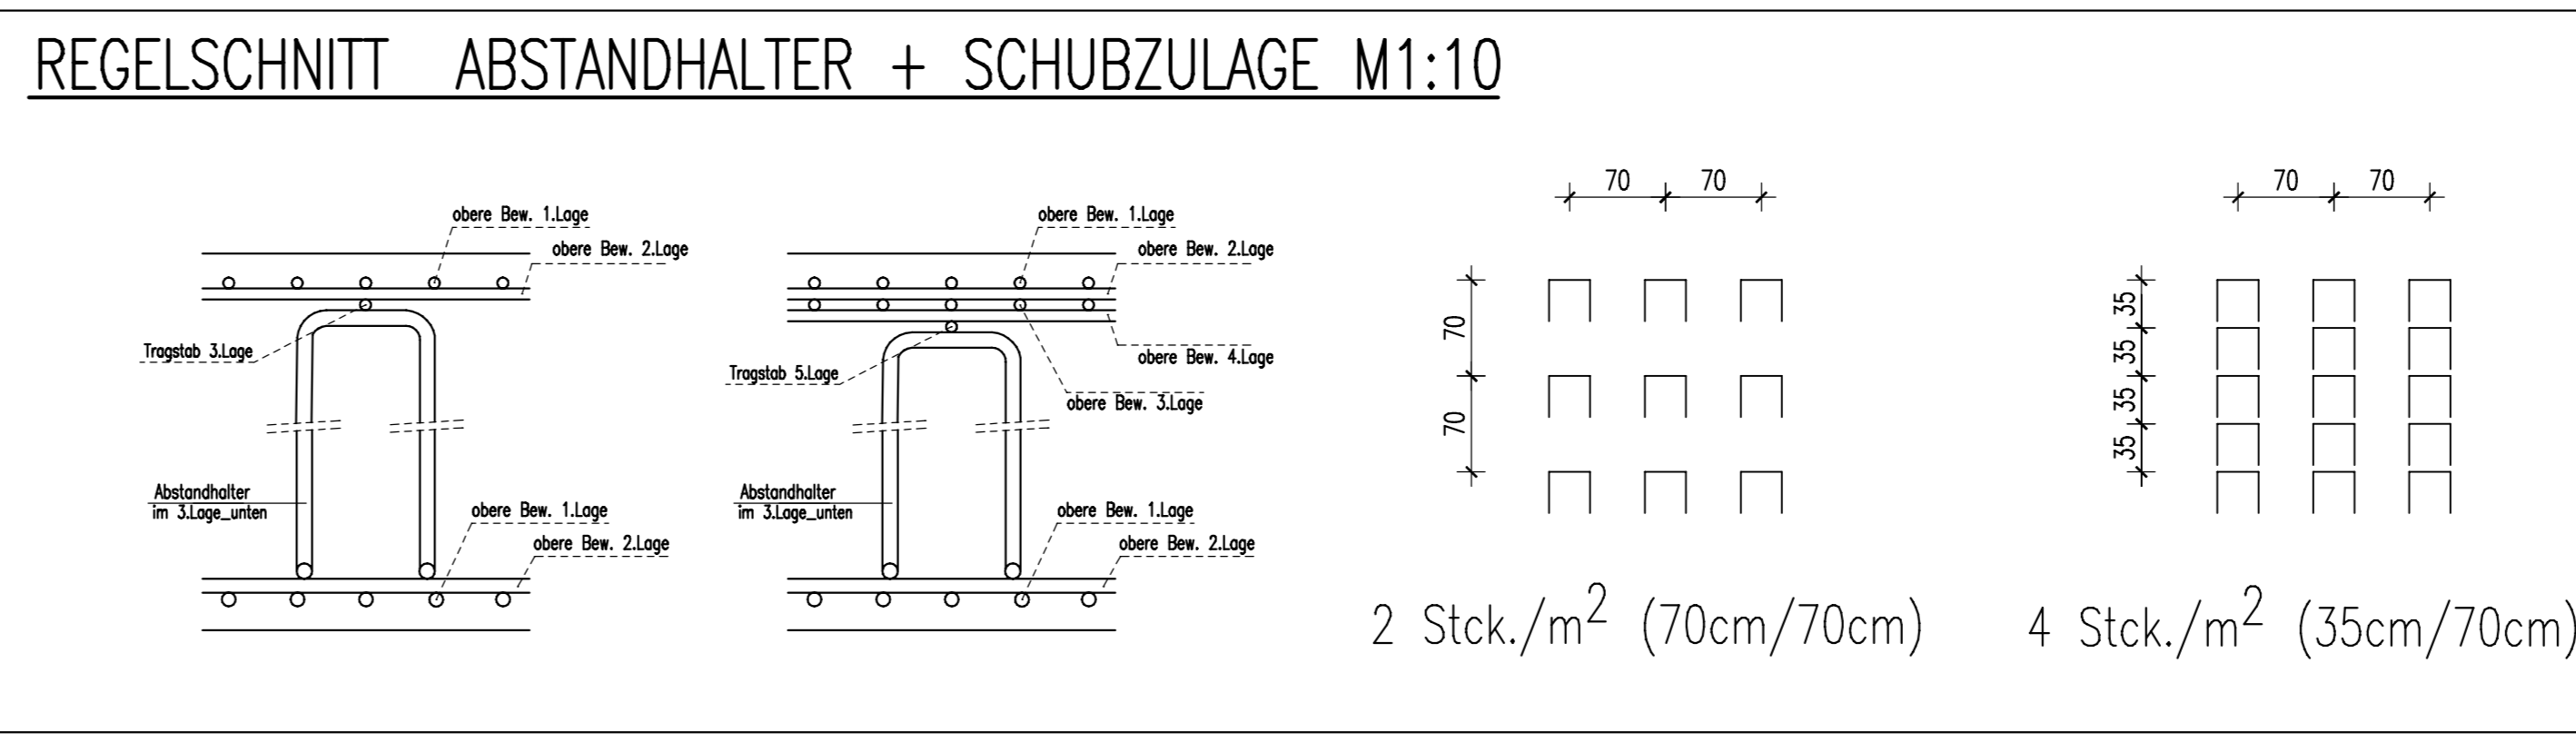 REGELSCHNITT ABSTANDHALTER + SCHUBZULAGE M1:10
obere Bew. 1.Lage
obere Bew. 2.Lage
Tragstab 3.Lage
Abstandhalter
im 3.Lage_unten
obere Bew. 1.Lage
obere Bew. 2.Lage
obere Bew. 1.Lage
obere Bew. 2.Lage
obere Bew. 4.Lage
Tragstab 5.Lage
obere Bew. 3.Lage
Abstandhalter
im 3.Lage_unten
obere Bew. 1.Lage
obere Bew. 2.Lage
70 70
70
70
2 Stck./m² (70cm/70cm)
70 70
35
35
35
35
4 Stck./m² (35cm/70cm)